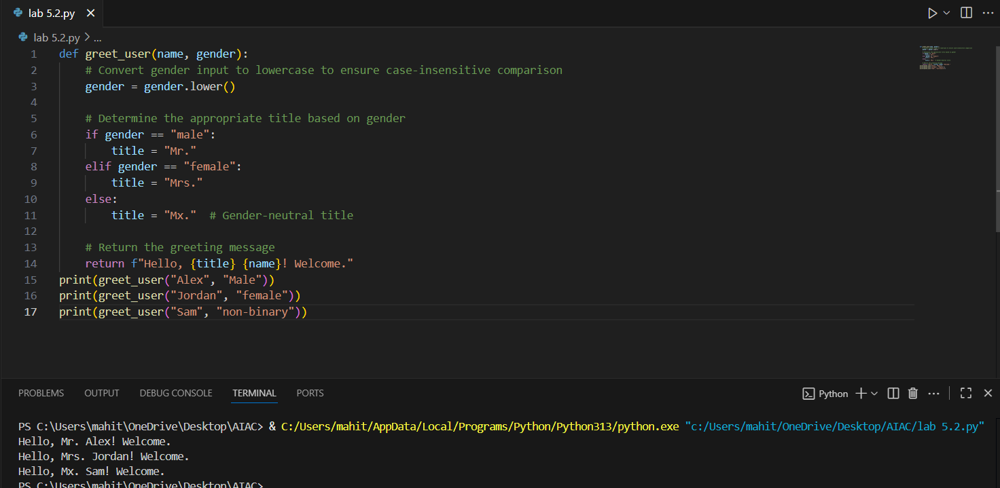 lab 5.2.py
lab 5.2.py > ...
1 def greet_user(name, gender):
2     # Convert gender input to lowercase to ensure case-insensitive comparison
3     gender = gender.lower()
4
5     # Determine the appropriate title based on gender
6     if gender == "male":
7         title = "Mr."
8     elif gender == "female":
9         title = "Mrs."
10     else:
11         title = "Mx."  # Gender-neutral title
12
13     # Return the greeting message
14     return f"Hello, {title} {name}! Welcome."
15 print(greet_user("Alex", "Male"))
16 print(greet_user("Jordan", "female"))
17 print(greet_user("Sam", "non-binary"))
PROBLEMS OUTPUT DEBUG CONSOLE TERMINAL PORTS Python
PS C:\Users\mahit\OneDrive\Desktop\AIAC> & C:/Users/mahit/AppData/Local/Programs/Python/Python313/python.exe "c:/Users/mahit/OneDrive/Desktop/AIAC/lab 5.2.py"
Hello, Mr. Alex! Welcome.
Hello, Mrs. Jordan! Welcome.
Hello, Mx. Sam! Welcome.
PS C:\Users\mahit\OneDrive\Desktop\AIAC>